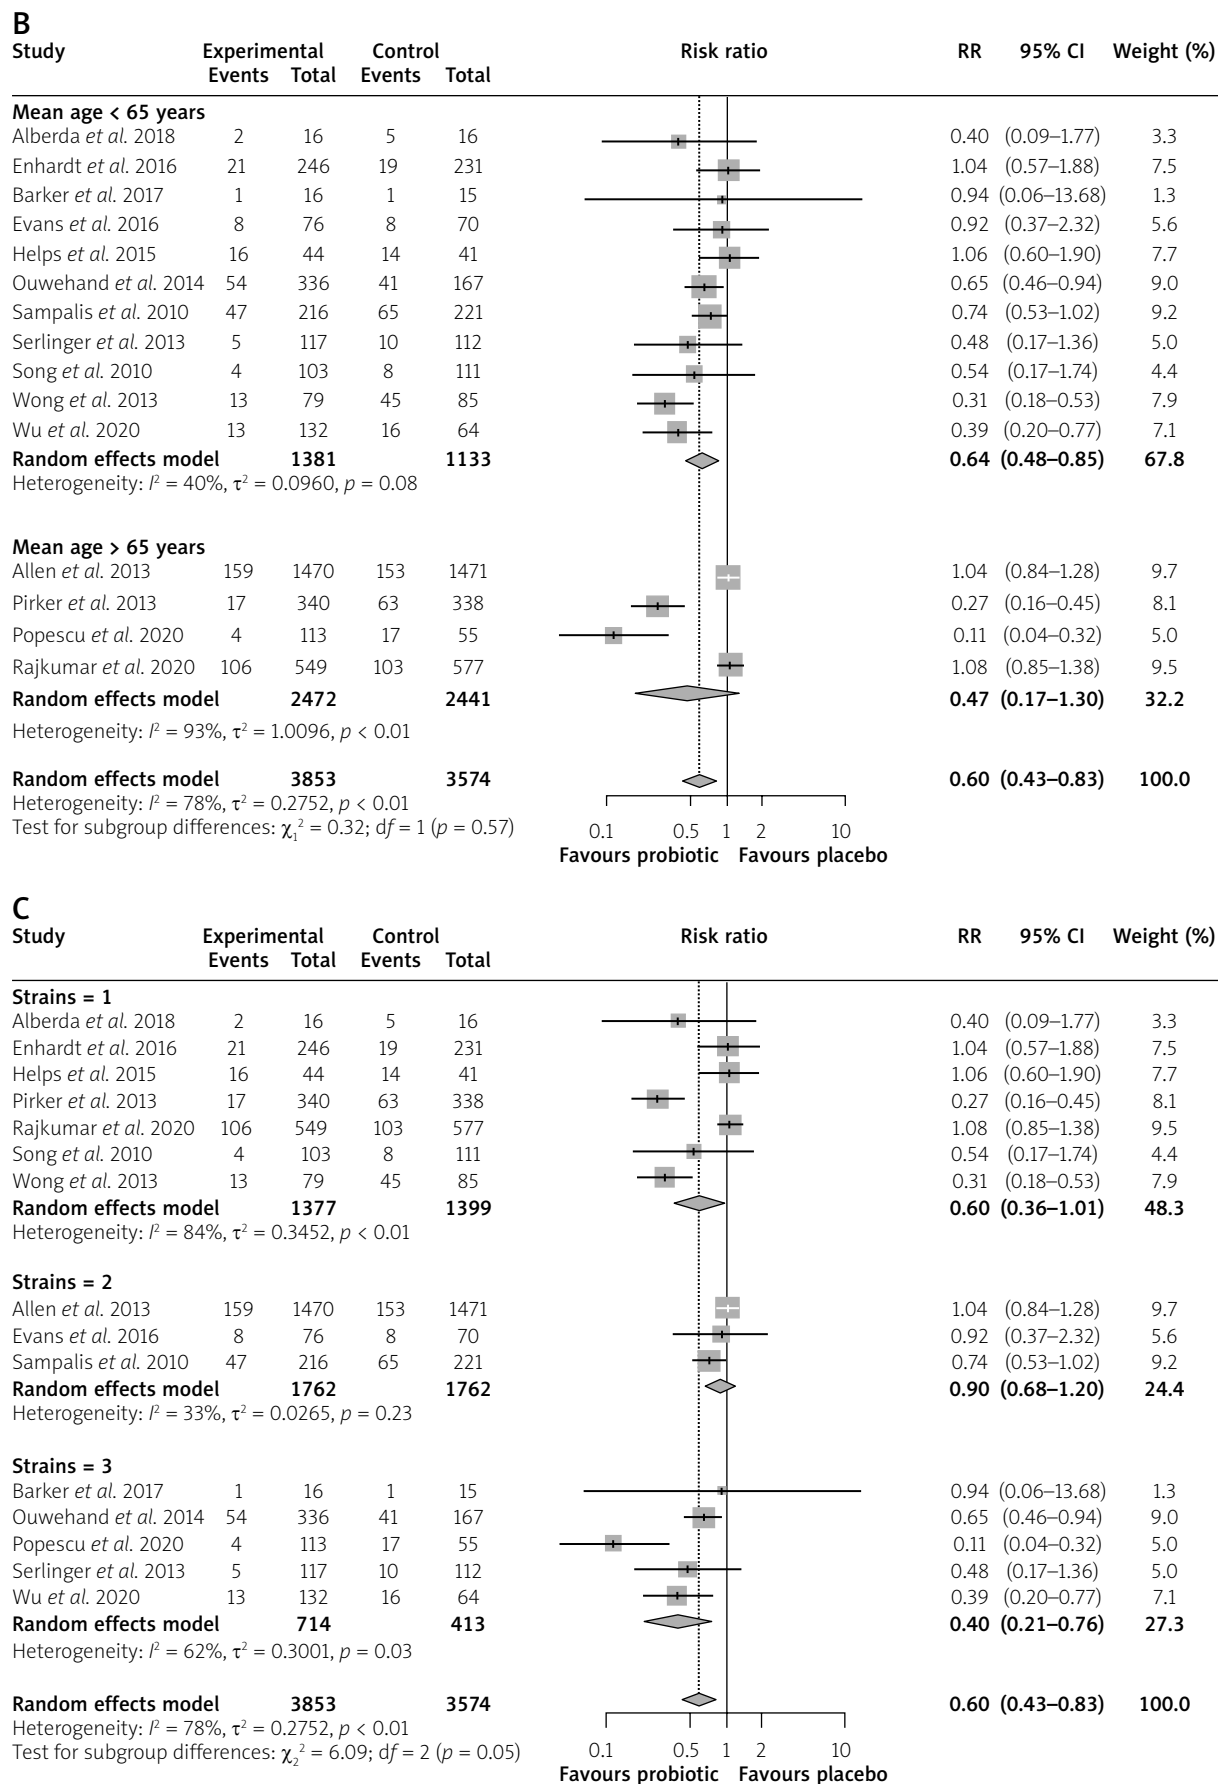 B
Study Experimental Control Risk ratio RR 95% CI Weight (%)
Events Total Events Total
Mean age < 65 years
Alberda et al. 2018 2 16 5 16 0.40 (0.09–1.77) 3.3
Enhardt et al. 2016 21 246 19 231 1.04 (0.57–1.88) 7.5
Barker et al. 2017 1 16 1 15 0.94 (0.06–13.68) 1.3
Evans et al. 2016 8 76 8 70 0.92 (0.37–2.32) 5.6
Helps et al. 2015 16 44 14 41 1.06 (0.60–1.90) 7.7
Ouwehand et al. 2014 54 336 41 167 0.65 (0.46–0.94) 9.0
Sampalis et al. 2010 47 216 65 221 0.74 (0.53–1.02) 9.2
Serlinger et al. 2013 5 117 10 112 0.48 (0.17–1.36) 5.0
Song et al. 2010 4 103 8 111 0.54 (0.17–1.74) 4.4
Wong et al. 2013 13 79 45 85 0.31 (0.18–0.53) 7.9
Wu et al. 2020 13 132 16 64 0.39 (0.20–0.77) 7.1
Random effects model 1381 1133 0.64 (0.48–0.85) 67.8
Heterogeneity: I² = 40%, τ² = 0.0960, p = 0.08
Mean age > 65 years
Allen et al. 2013 159 1470 153 1471 1.04 (0.84–1.28) 9.7
Pirker et al. 2013 17 340 63 338 0.27 (0.16–0.45) 8.1
Popescu et al. 2020 4 113 17 55 0.11 (0.04–0.32) 5.0
Rajkumar et al. 2020 106 549 103 577 1.08 (0.85–1.38) 9.5
Random effects model 2472 2441 0.47 (0.17–1.30) 32.2
Heterogeneity: I² = 93%, τ² = 1.0096, p < 0.01
Random effects model 3853 3574 0.60 (0.43–0.83) 100.0
Heterogeneity: I² = 78%, τ² = 0.2752, p < 0.01
Test for subgroup differences: χ₁² = 0.32; df = 1 (p = 0.57)
0.1 0.5 1 2 10
Favours probiotic Favours placebo
C
Study Experimental Control Risk ratio RR 95% CI Weight (%)
Events Total Events Total
Strains = 1
Alberda et al. 2018 2 16 5 16 0.40 (0.09–1.77) 3.3
Enhardt et al. 2016 21 246 19 231 1.04 (0.57–1.88) 7.5
Helps et al. 2015 16 44 14 41 1.06 (0.60–1.90) 7.7
Pirker et al. 2013 17 340 63 338 0.27 (0.16–0.45) 8.1
Rajkumar et al. 2020 106 549 103 577 1.08 (0.85–1.38) 9.5
Song et al. 2010 4 103 8 111 0.54 (0.17–1.74) 4.4
Wong et al. 2013 13 79 45 85 0.31 (0.18–0.53) 7.9
Random effects model 1377 1399 0.60 (0.36–1.01) 48.3
Heterogeneity: I² = 84%, τ² = 0.3452, p < 0.01
Strains = 2
Allen et al. 2013 159 1470 153 1471 1.04 (0.84–1.28) 9.7
Evans et al. 2016 8 76 8 70 0.92 (0.37–2.32) 5.6
Sampalis et al. 2010 47 216 65 221 0.74 (0.53–1.02) 9.2
Random effects model 1762 1762 0.90 (0.68–1.20) 24.4
Heterogeneity: I² = 33%, τ² = 0.0265, p = 0.23
Strains = 3
Barker et al. 2017 1 16 1 15 0.94 (0.06–13.68) 1.3
Ouwehand et al. 2014 54 336 41 167 0.65 (0.46–0.94) 9.0
Popescu et al. 2020 4 113 17 55 0.11 (0.04–0.32) 5.0
Serlinger et al. 2013 5 117 10 112 0.48 (0.17–1.36) 5.0
Wu et al. 2020 13 132 16 64 0.39 (0.20–0.77) 7.1
Random effects model 714 413 0.40 (0.21–0.76) 27.3
Heterogeneity: I² = 62%, τ² = 0.3001, p = 0.03
Random effects model 3853 3574 0.60 (0.43–0.83) 100.0
Heterogeneity: I² = 78%, τ² = 0.2752, p < 0.01
Test for subgroup differences: χ₂² = 6.09; df = 2 (p = 0.05)
0.1 0.5 1 2 10
Favours probiotic Favours placebo